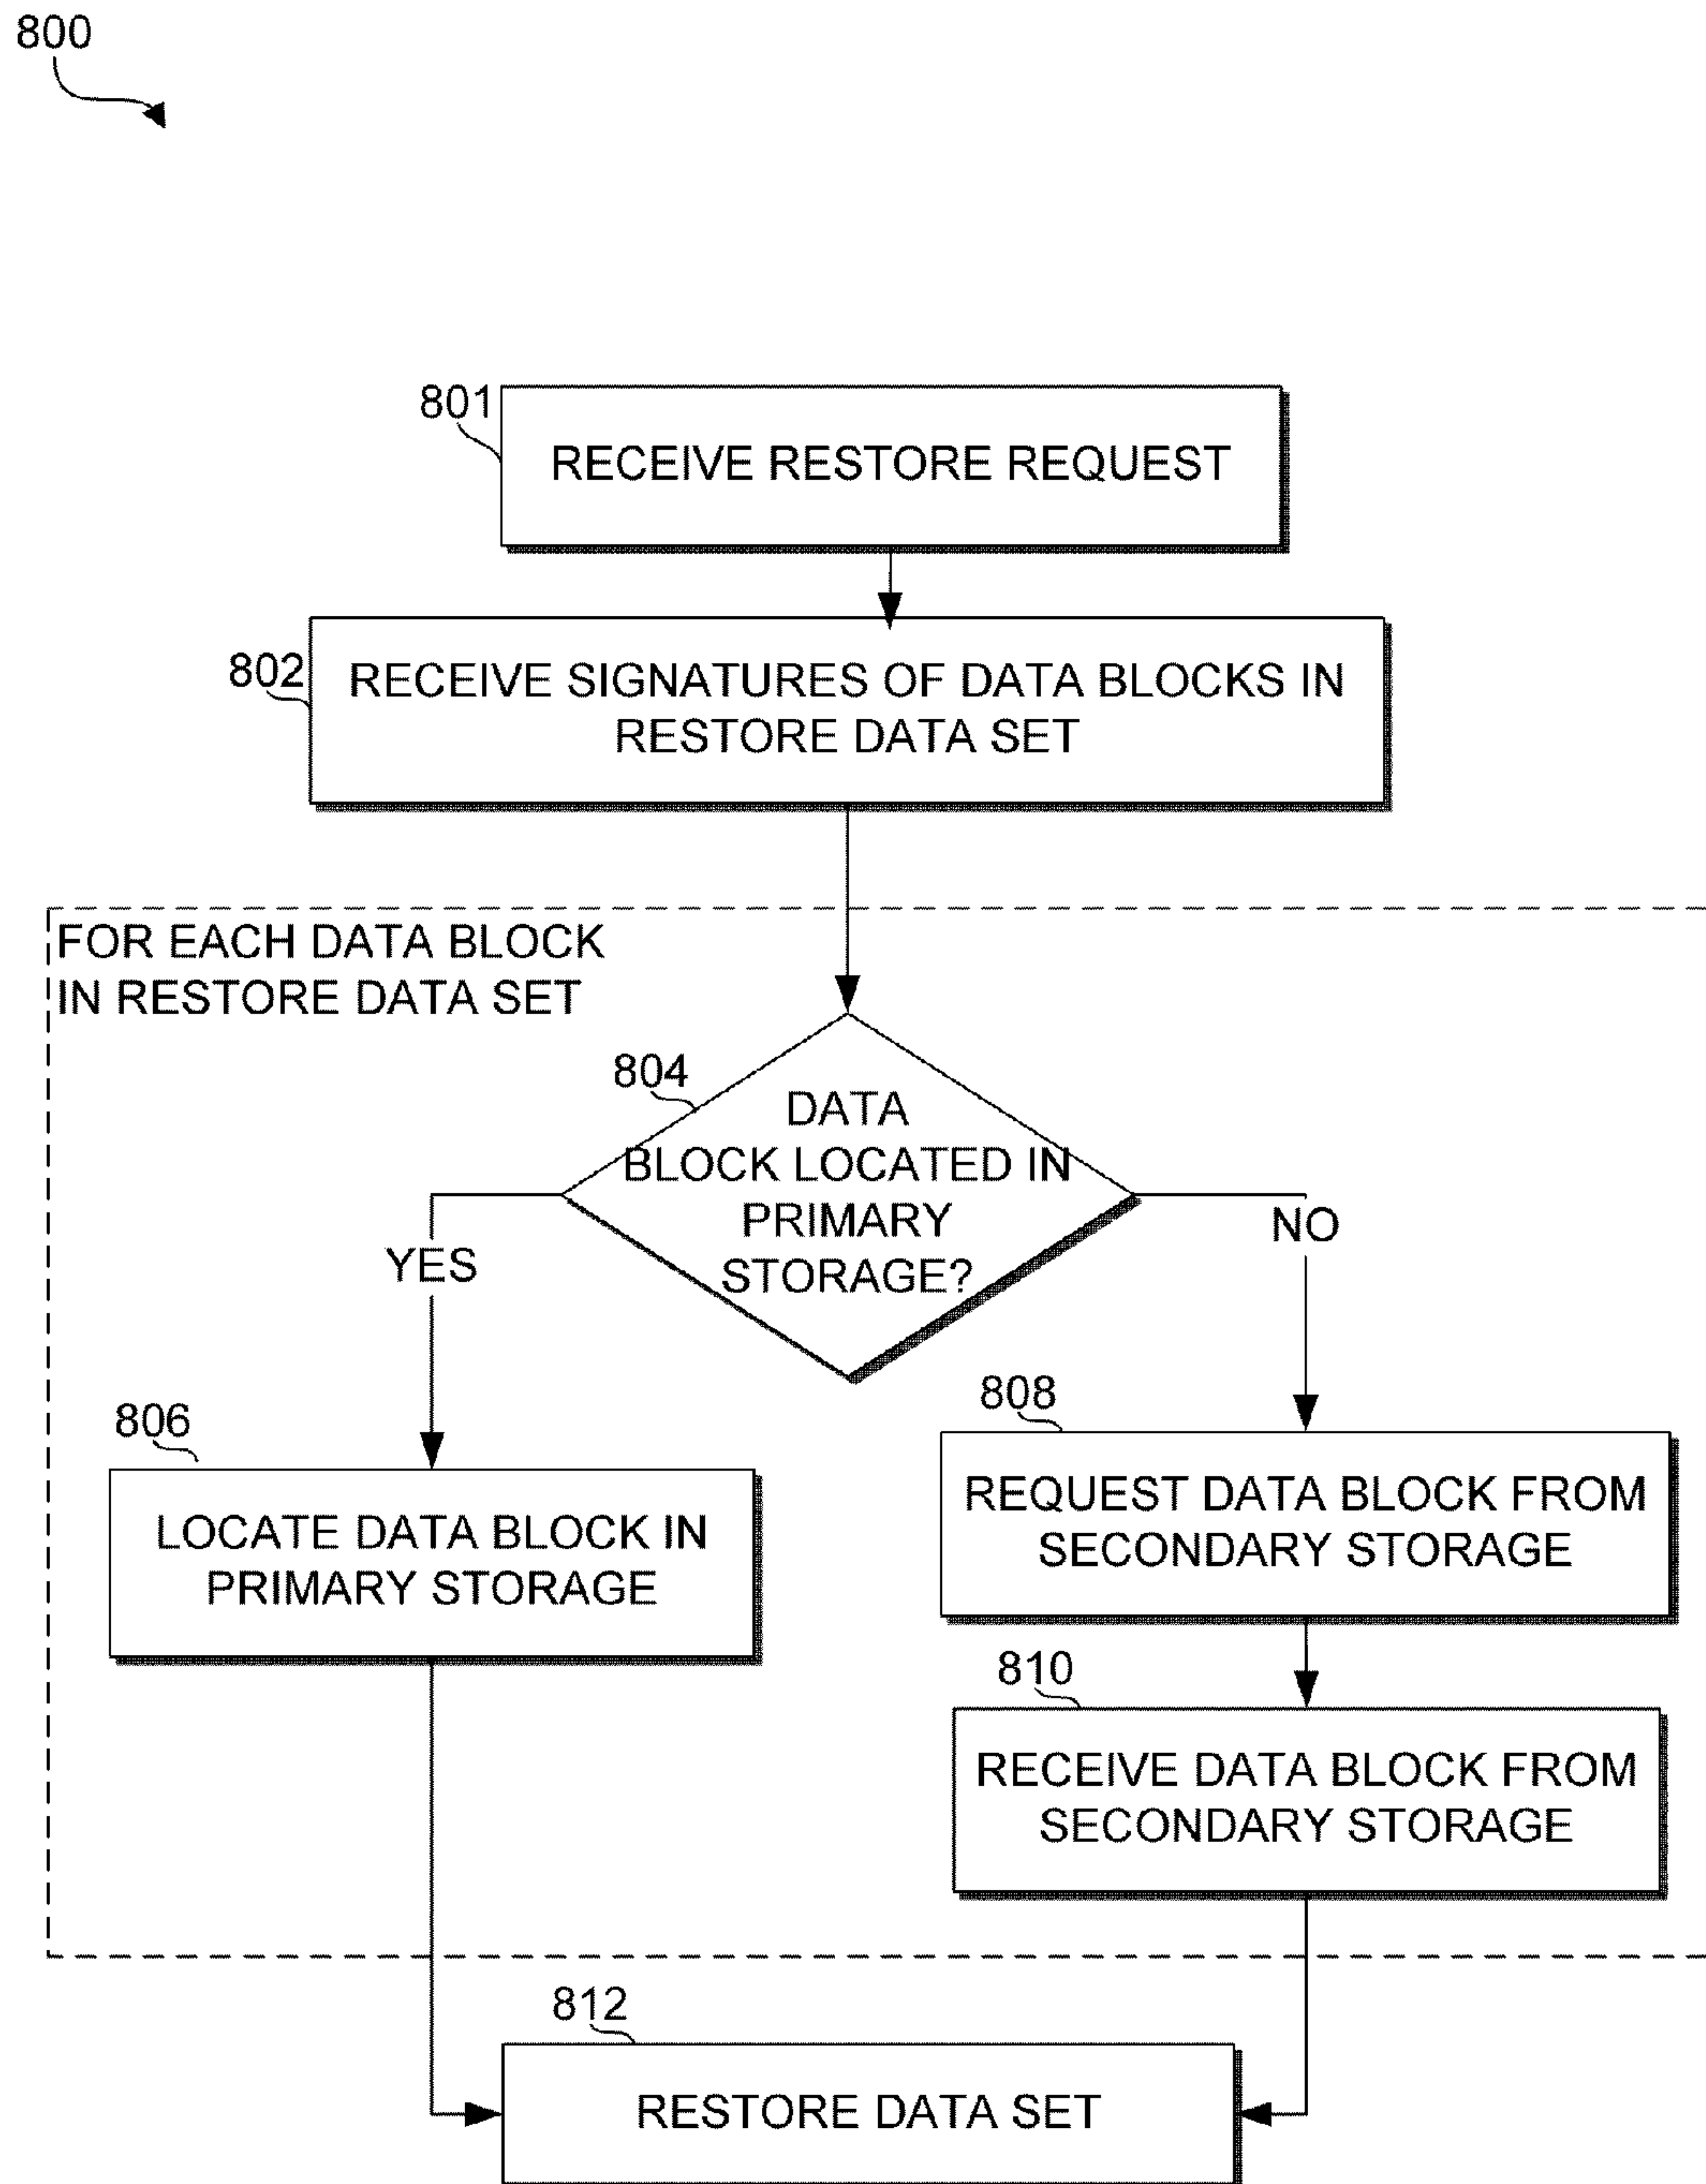 800
801
RECEIVE RESTORE REQUEST
802
RECEIVE SIGNATURES OF DATA BLOCKS IN
RESTORE DATA SET
FOR EACH DATA BLOCK
IN RESTORE DATA SET
804
DATA
BLOCK LOCATED IN
PRIMARY
STORAGE?
YES
NO
806
LOCATE DATA BLOCK IN
PRIMARY STORAGE
808
REQUEST DATA BLOCK FROM
SECONDARY STORAGE
810
RECEIVE DATA BLOCK FROM
SECONDARY STORAGE
812
RESTORE DATA SET